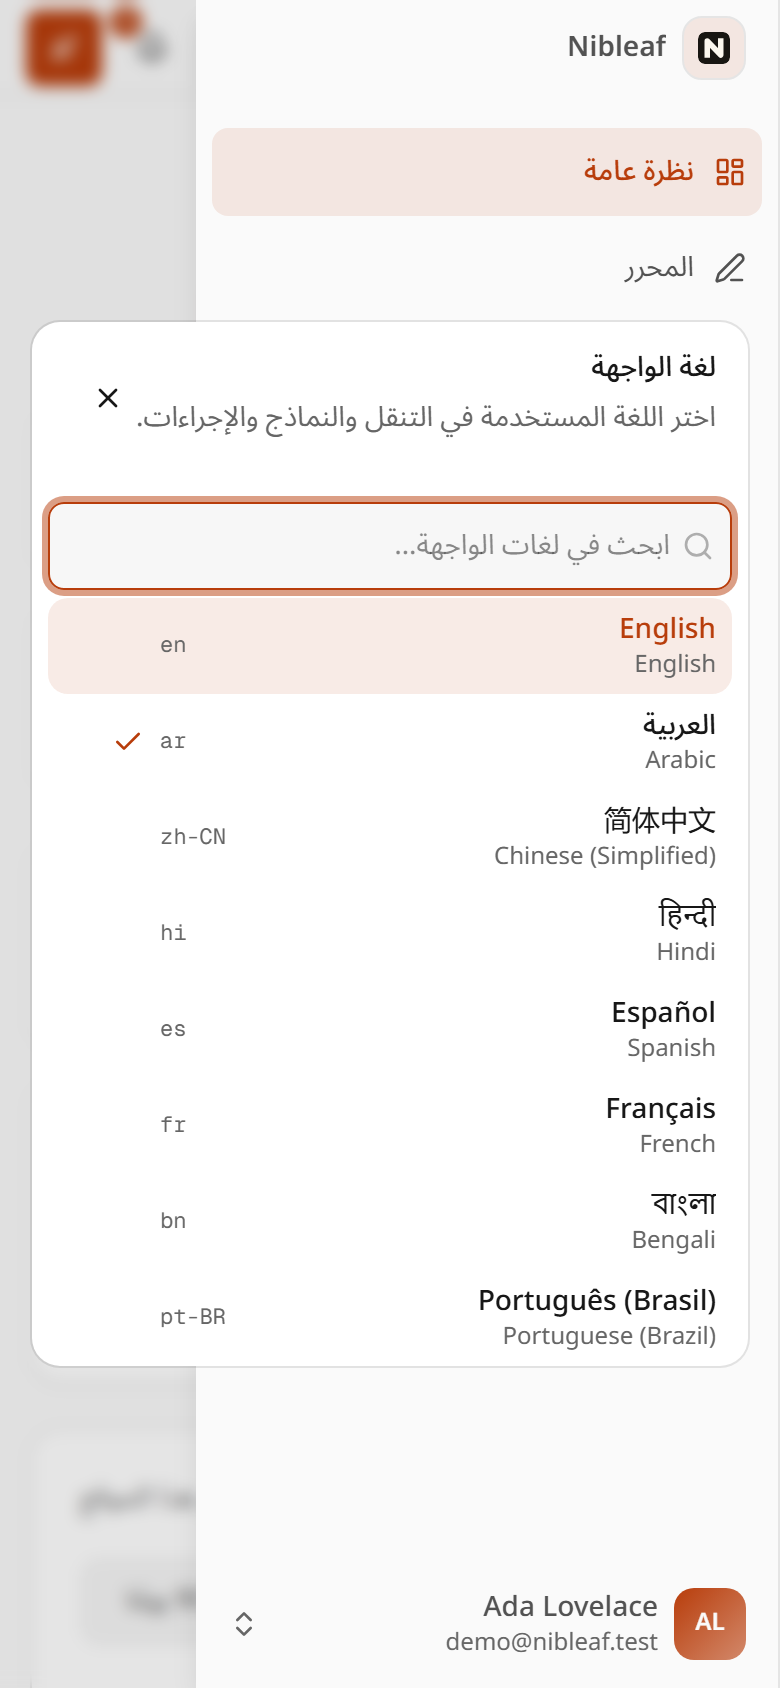 Nibleaf
نظرة عامة
المحرر
لغة الواجهة
اختر اللغة المستخدمة في التنقل والنماذج والإجراءات.
ابحث في لغات الواجهة...
English
English
en
العربية
Arabic
ar
简体中文
Chinese (Simplified)
zh-CN
हिन्दी
Hindi
hi
Español
Spanish
es
Français
French
fr
বাংলা
Bengali
bn
Português (Brasil)
Portuguese (Brazil)
pt-BR
AL
Ada Lovelace
demo@nibleaf.test